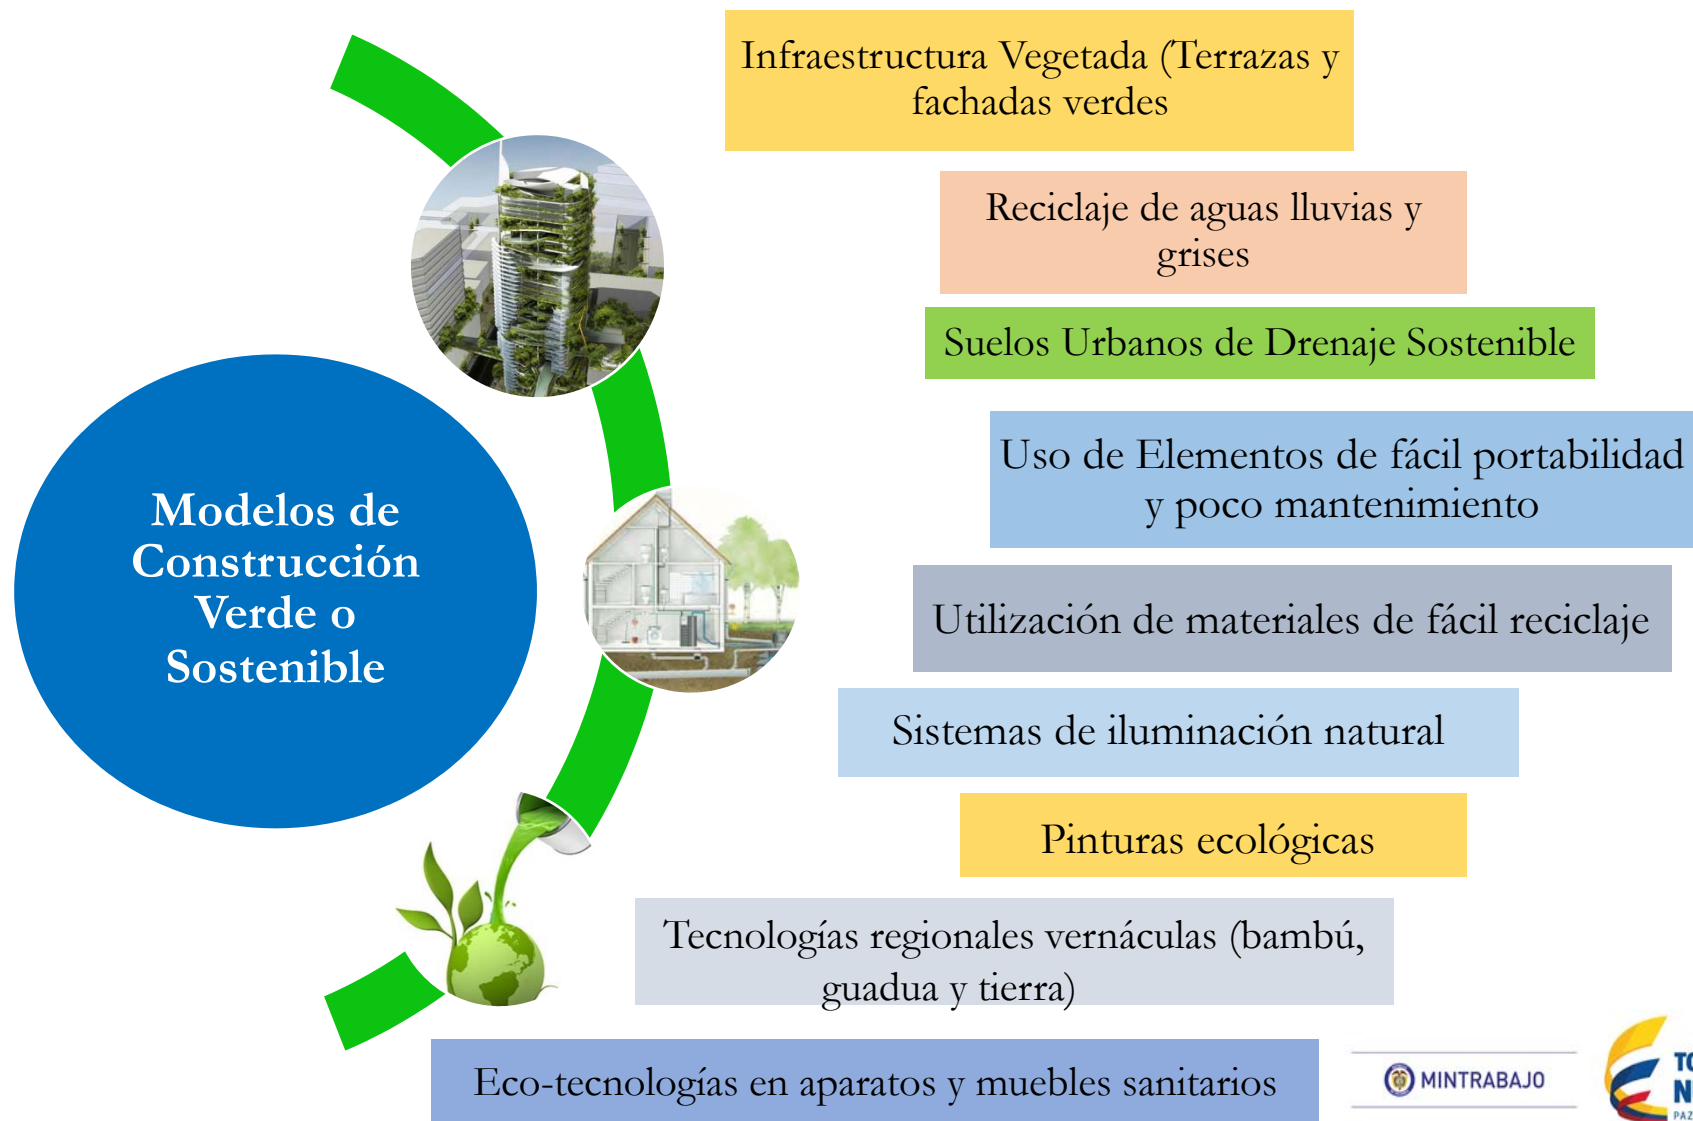 Infraestructura Vegetada (Terrazas y
fachadas verdes
Reciclaje de aguas lluvias y
grises
Suelos Urbanos de Drenaje Sostenible
Uso de Elementos de fácil portabilidad
y poco mantenimiento
Modelos de
Construcción
Verde o
Sostenible
Utilización de materiales de fácil reciclaje
Sistemas de iluminación natural
Pinturas ecológicas
Tecnologías regionales vernáculas (bambú,
guadua y tierra)
Eco-tecnologías en aparatos y muebles sanitarios
MINTRABAJO
PAZ